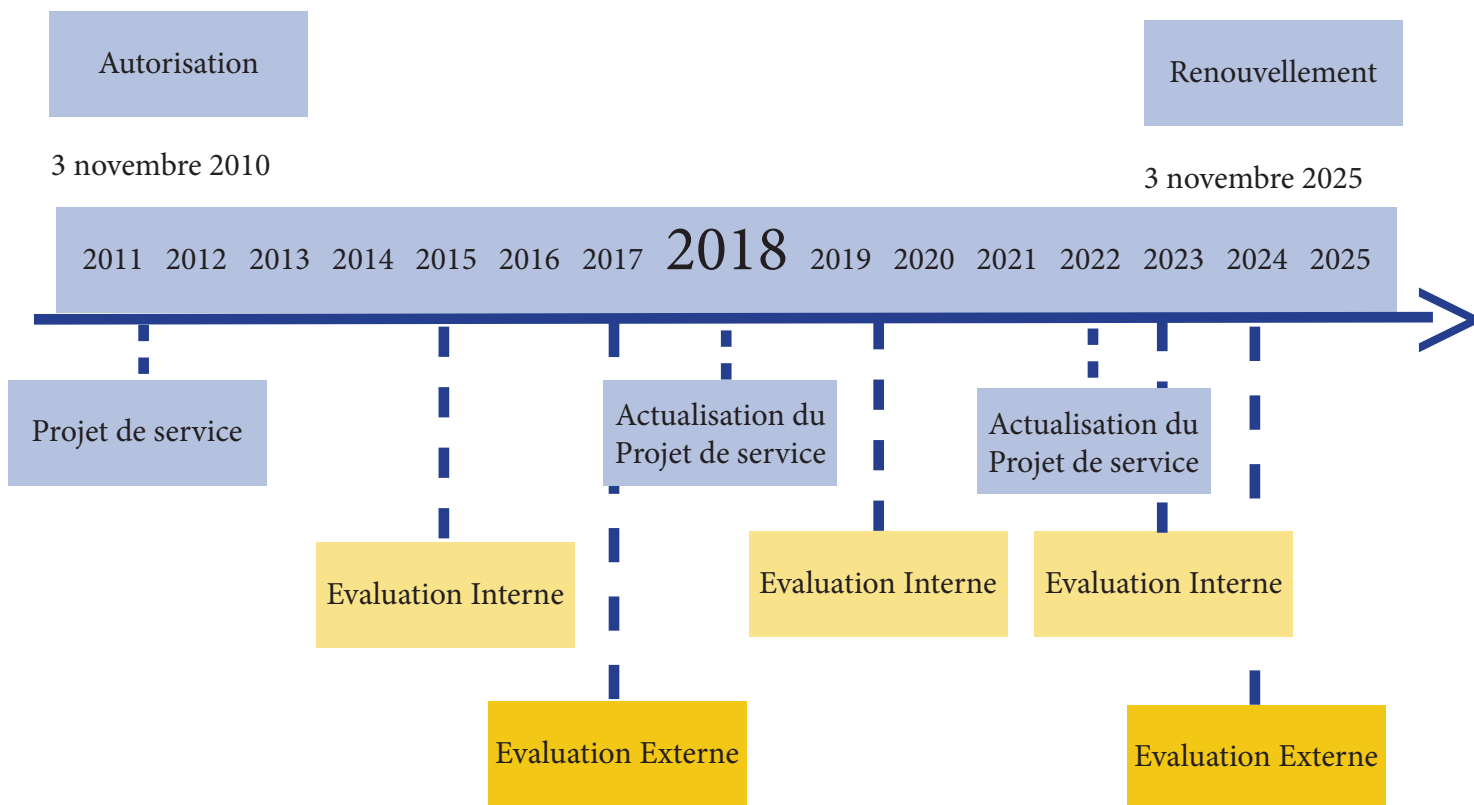 Autorisation
Renouvellement
3 novembre 2010
3 novembre 2025
2011 2012 2013 2014 2015 2016 2017 2018 2019 2020 2021 2022 2023 2024 2025
Projet de service
Actualisation du
Projet de service
Actualisation du
Projet de service
Evaluation Interne
Evaluation Interne
Evaluation Interne
Evaluation Externe
Evaluation Externe